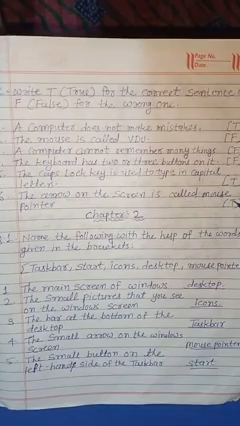 Page No.
Date
Write T (True) for the correct sentence
F (False) for the wrong one.
A Computer does not make mistakes. [T
The mouse is called VDU. [F
A Computer cannot remember many things [F
The keyboard has two or three buttons on it. [F
The Caps Lock key is used to type in capital
letters. [T
The arrow on the screen is called mouse
pointer (T
Chapter: 2
Q.1 Name the following with the help of the words
given in the brackets:
[Taskbar, start, icons, desktop, mouse pointer
1 The main screen of windows desktop.
2 The small pictures that you see
on the windows screen Icons.
3 The bar at the bottom of the
desktop Taskbar
4 The small arrow on the windows
screen mouse pointer
5 The small button on the
left-hand side of the Taskbar start.